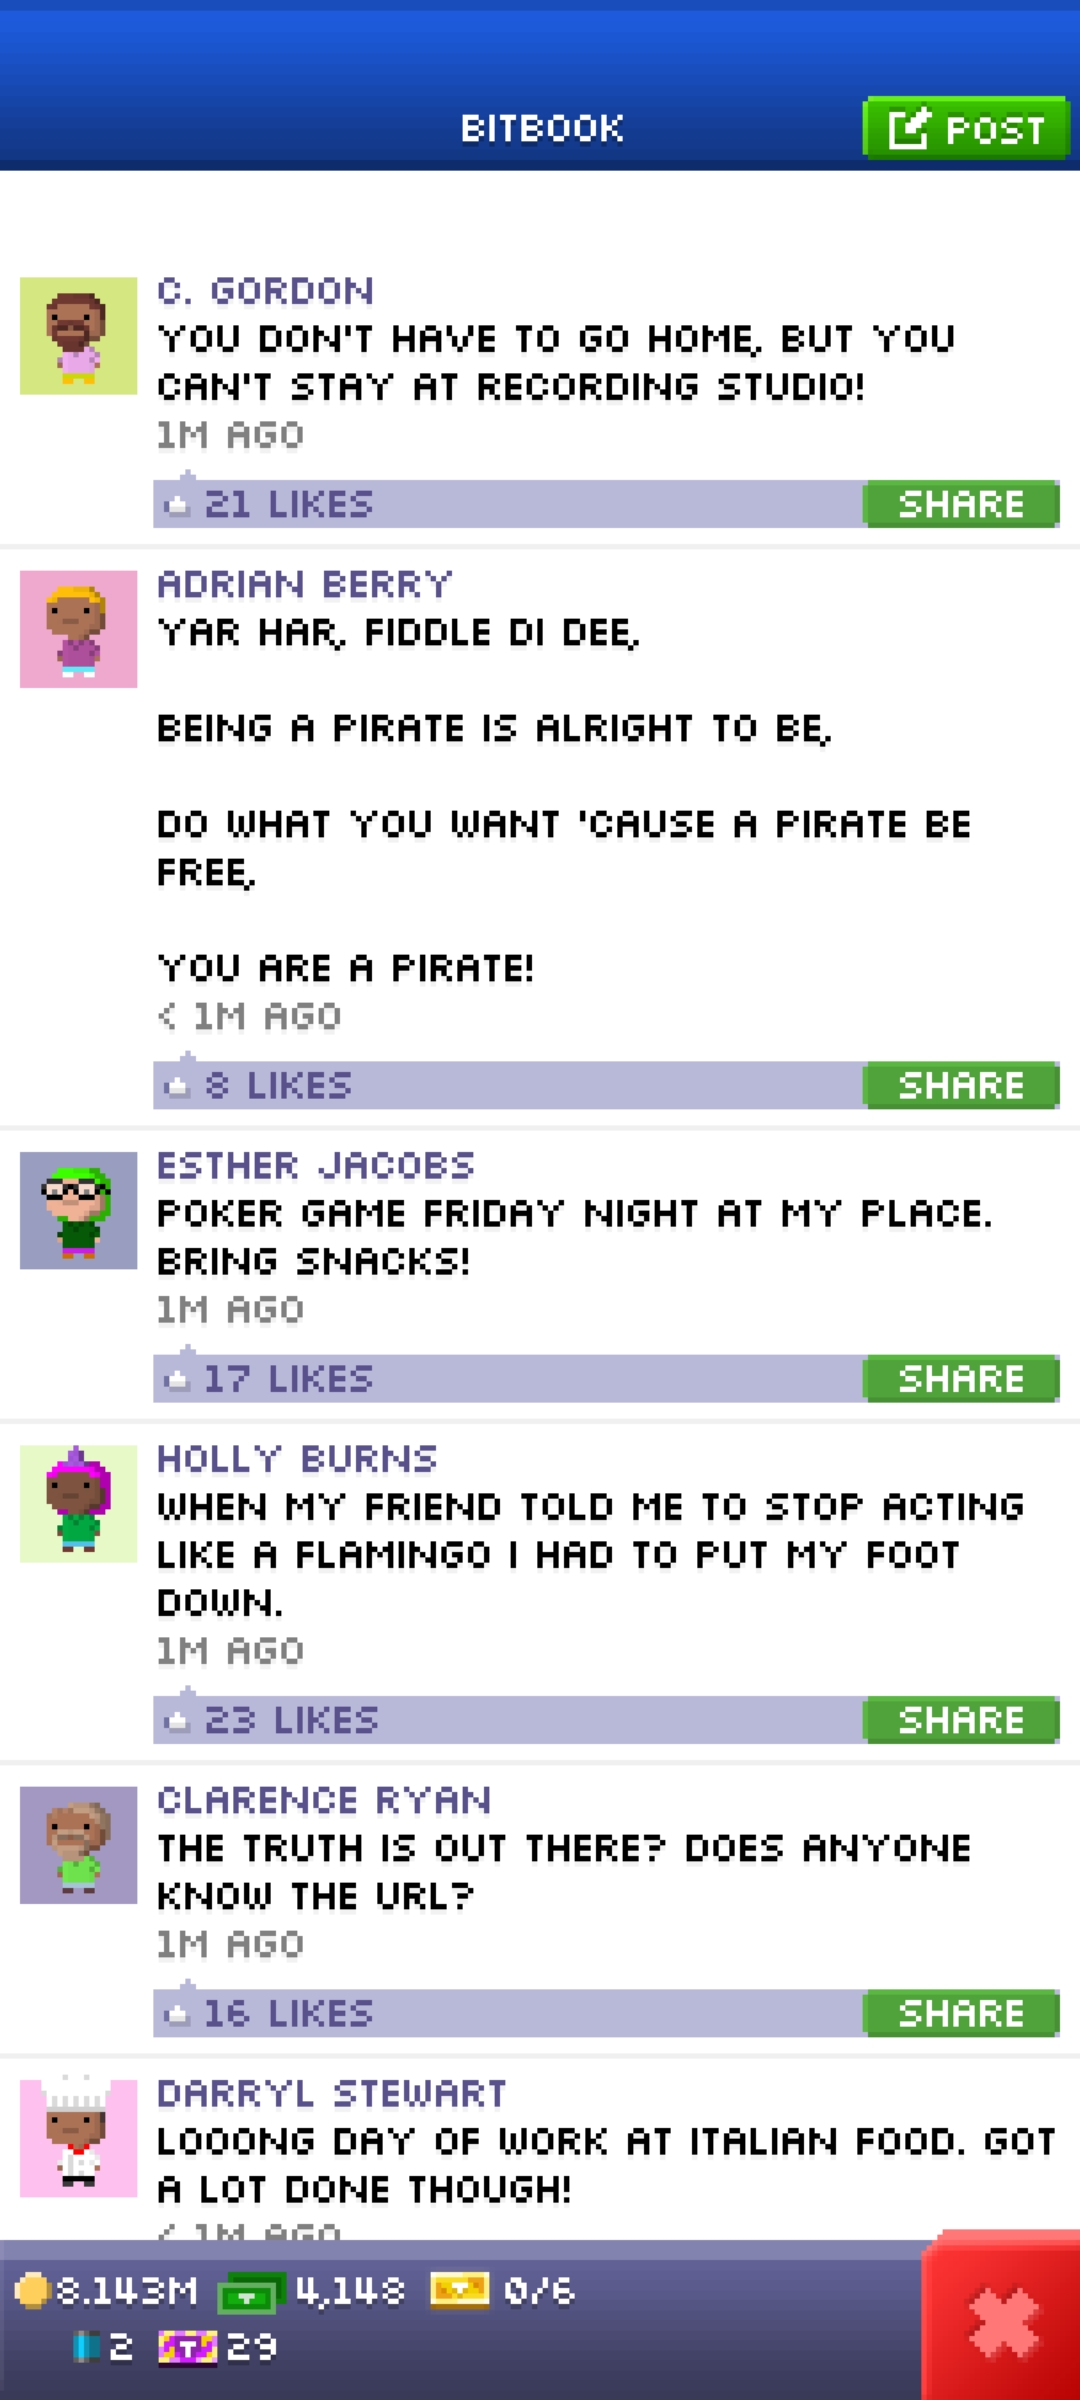 BITBOOK
POST
C. GORDON
YOU DON'T HAVE TO GO HOME, BUT YOU
CAN'T STAY AT RECORDING STUDIO!
1M AGO
21 LIKES
SHARE
ADRIAN BERRY
YAR HAR, FIDDLE DI DEE,
BEING A PIRATE IS ALRIGHT TO BE,
DO WHAT YOU WANT 'CAUSE A PIRATE BE
FREE,
YOU ARE A PIRATE!
< 1M AGO
8 LIKES
SHARE
ESTHER JACOBS
POKER GAME FRIDAY NIGHT AT MY PLACE.
BRING SNACKS!
1M AGO
17 LIKES
SHARE
HOLLY BURNS
WHEN MY FRIEND TOLD ME TO STOP ACTING
LIKE A FLAMINGO I HAD TO PUT MY FOOT
DOWN.
1M AGO
23 LIKES
SHARE
CLARENCE RYAN
THE TRUTH IS OUT THERE? DOES ANYONE
KNOW THE URL?
1M AGO
16 LIKES
SHARE
DARRYL STEWART
LOOONG DAY OF WORK AT ITALIAN FOOD. GOT
A LOT DONE THOUGH!
< 1M AGO
8.143M 4,148 0/6
2 29